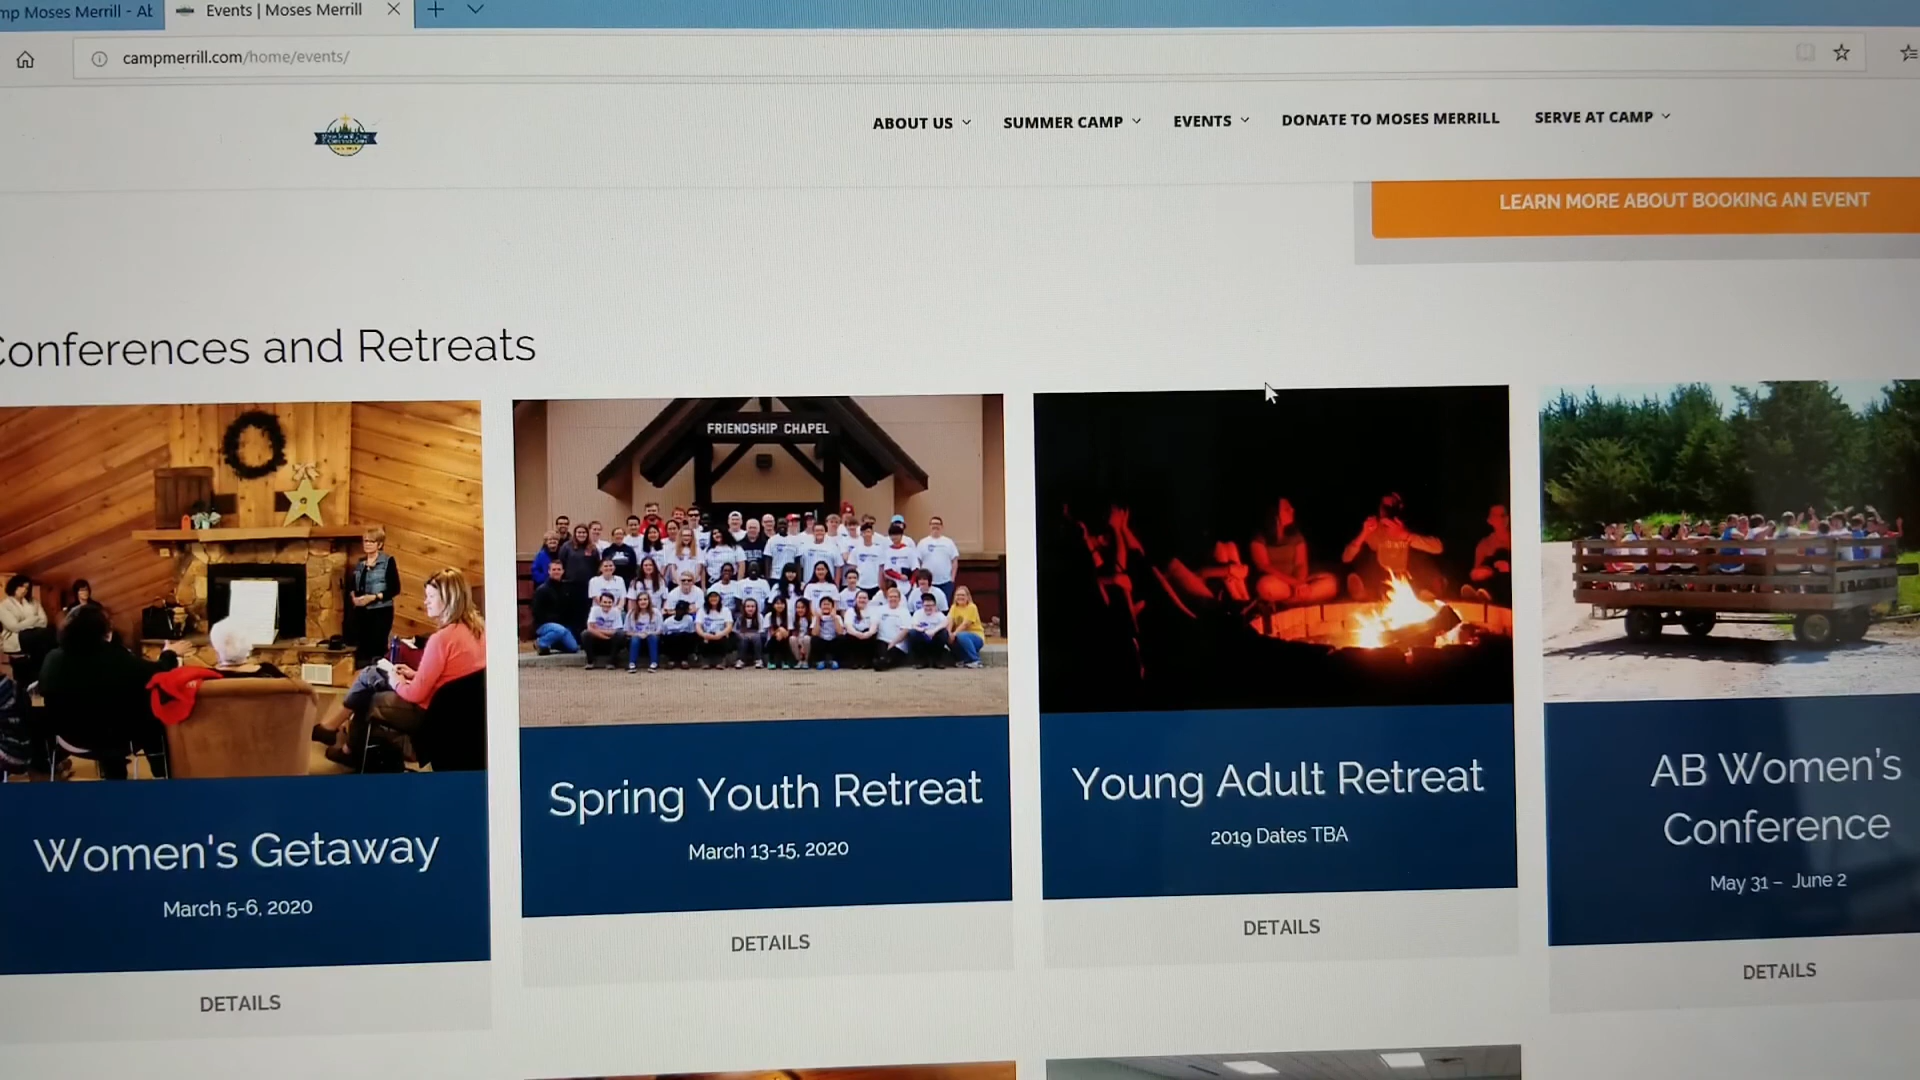 mp Moses Merrill - Ab
Events | Moses Merrill
campmerrill.com/home/events/
ABOUT US
SUMMER CAMP
EVENTS
DONATE TO MOSES MERRILL
SERVE AT CAMP
LEARN MORE ABOUT BOOKING AN EVENT
Conferences and Retreats
FRIENDSHIP CHAPEL
Women's Getaway
March 5-6, 2020
DETAILS
Spring Youth Retreat
March 13-15, 2020
DETAILS
Young Adult Retreat
2019 Dates TBA
DETAILS
AB Women's
Conference
May 31 – June 2
DETAILS